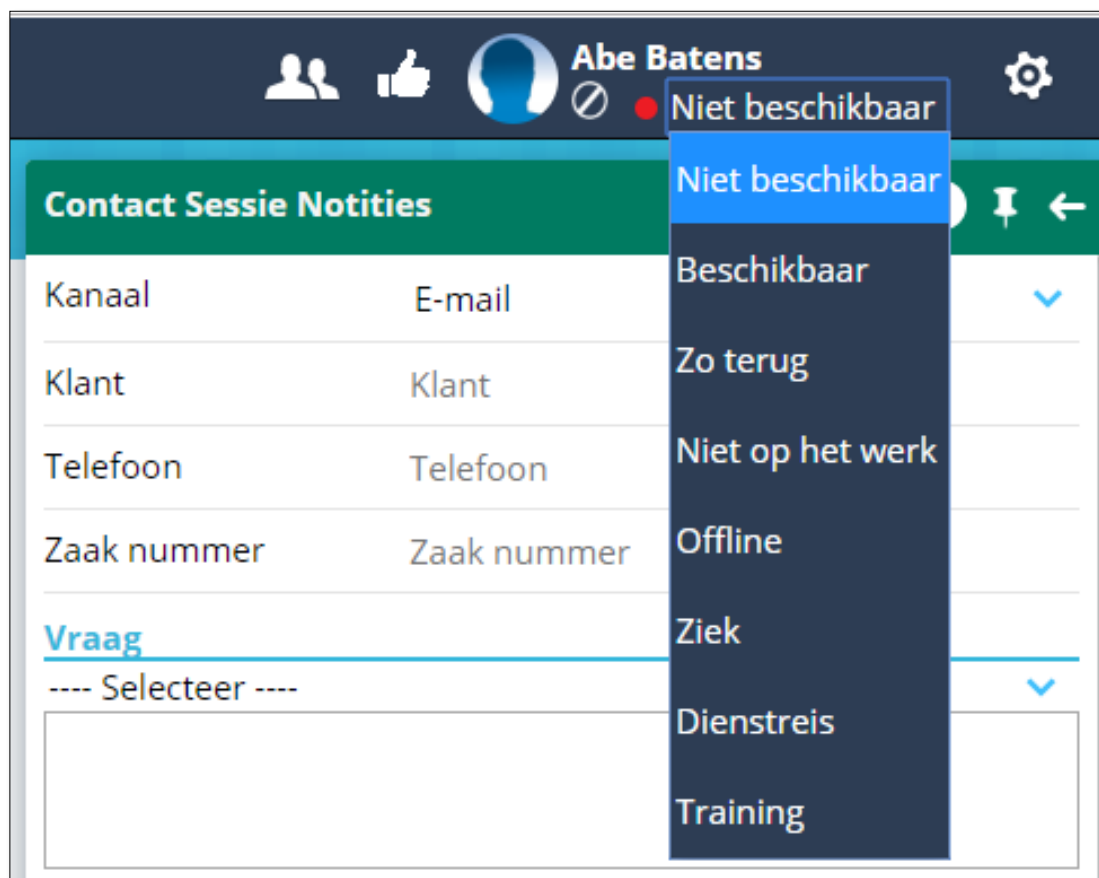 Abe Batens
Niet beschikbaar
Niet beschikbaar
Beschikbaar
Zo terug
Niet op het werk
Offline
Ziek
Dienstreis
Training
Contact Sessie Notities
Kanaal E-mail
Klant Klant
Telefoon Telefoon
Zaak nummer Zaak nummer
Vraag
---- Selecteer ----